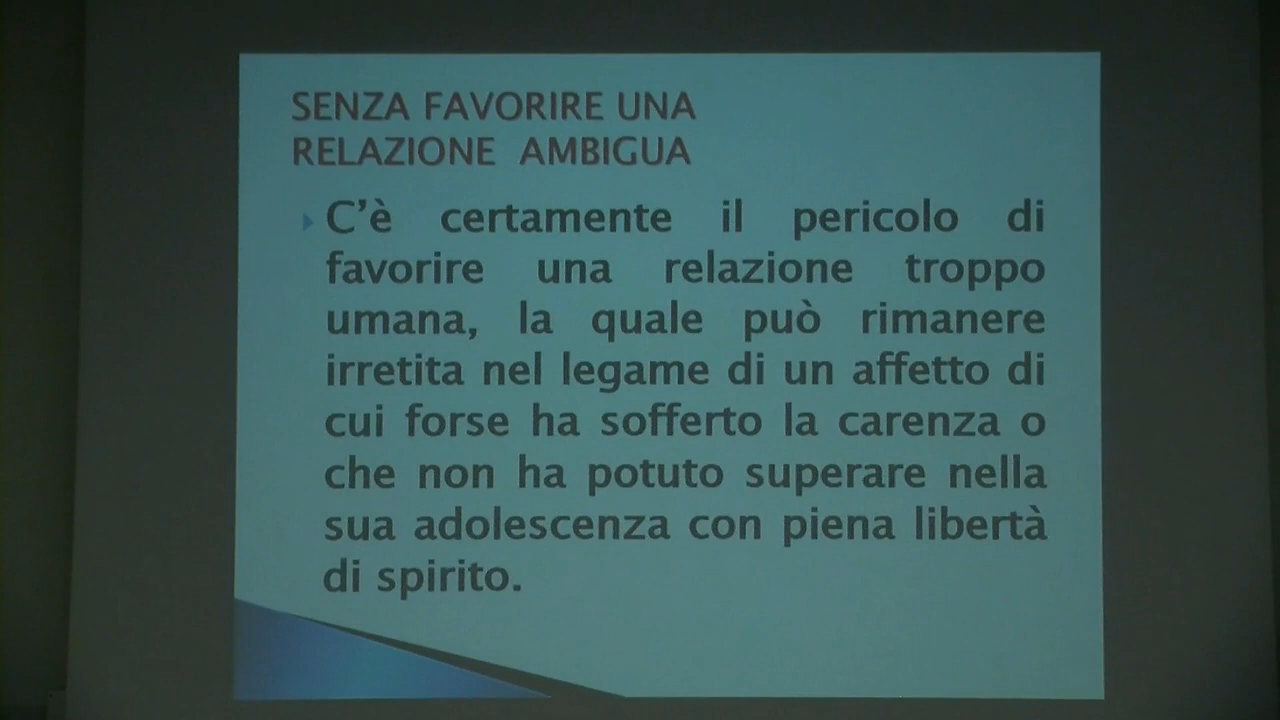 SENZA FAVORIRE UNA
RELAZIONE AMBIGUA
C'è certamente il pericolo di
favorire una relazione troppo
umana, la quale può rimanere
irretita nel legame di un affetto di
cui forse ha sofferto la carenza o
che non ha potuto superare nella
sua adolescenza con piena libertà
di spirito.